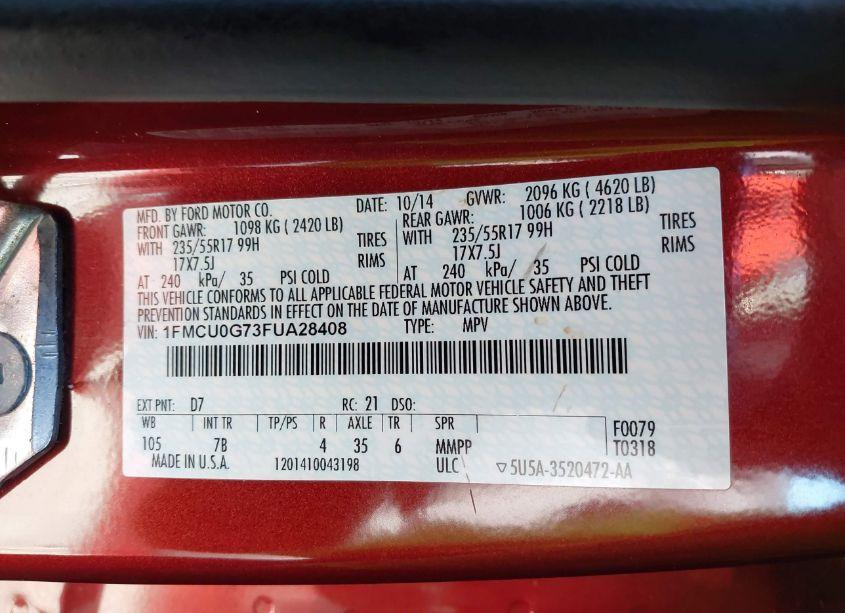 MFD. BY FORD MOTOR CO. DATE: 10/14 GVWR: 2096 KG ( 4620 LB)
FRONT GAWR: 1098 KG ( 2420 LB) REAR GAWR: 1006 KG ( 2218 LB)
WITH 235/55R17 99H TIRES WITH 235/55R17 99H TIRES
17X7.5J RIMS 17X7.5J RIMS
AT 240 kPa/ 35 PSI COLD AT 240 kPa/ 35 PSI COLD
THIS VEHICLE CONFORMS TO ALL APPLICABLE FEDERAL MOTOR VEHICLE SAFETY AND THEFT
PREVENTION STANDARDS IN EFFECT ON THE DATE OF MANUFACTURE SHOWN ABOVE.
VIN: 1FMCU0G73FUA28408 TYPE: MPV
EXT PNT: D7 RC: 21 DSO:
WB INT TR TP/PS R AXLE TR SPR F0079
105 7B 4 35 6 MMPP T0318
MADE IN U.S.A. 1201410043198 ULC ▽5U5A-3520472-AA